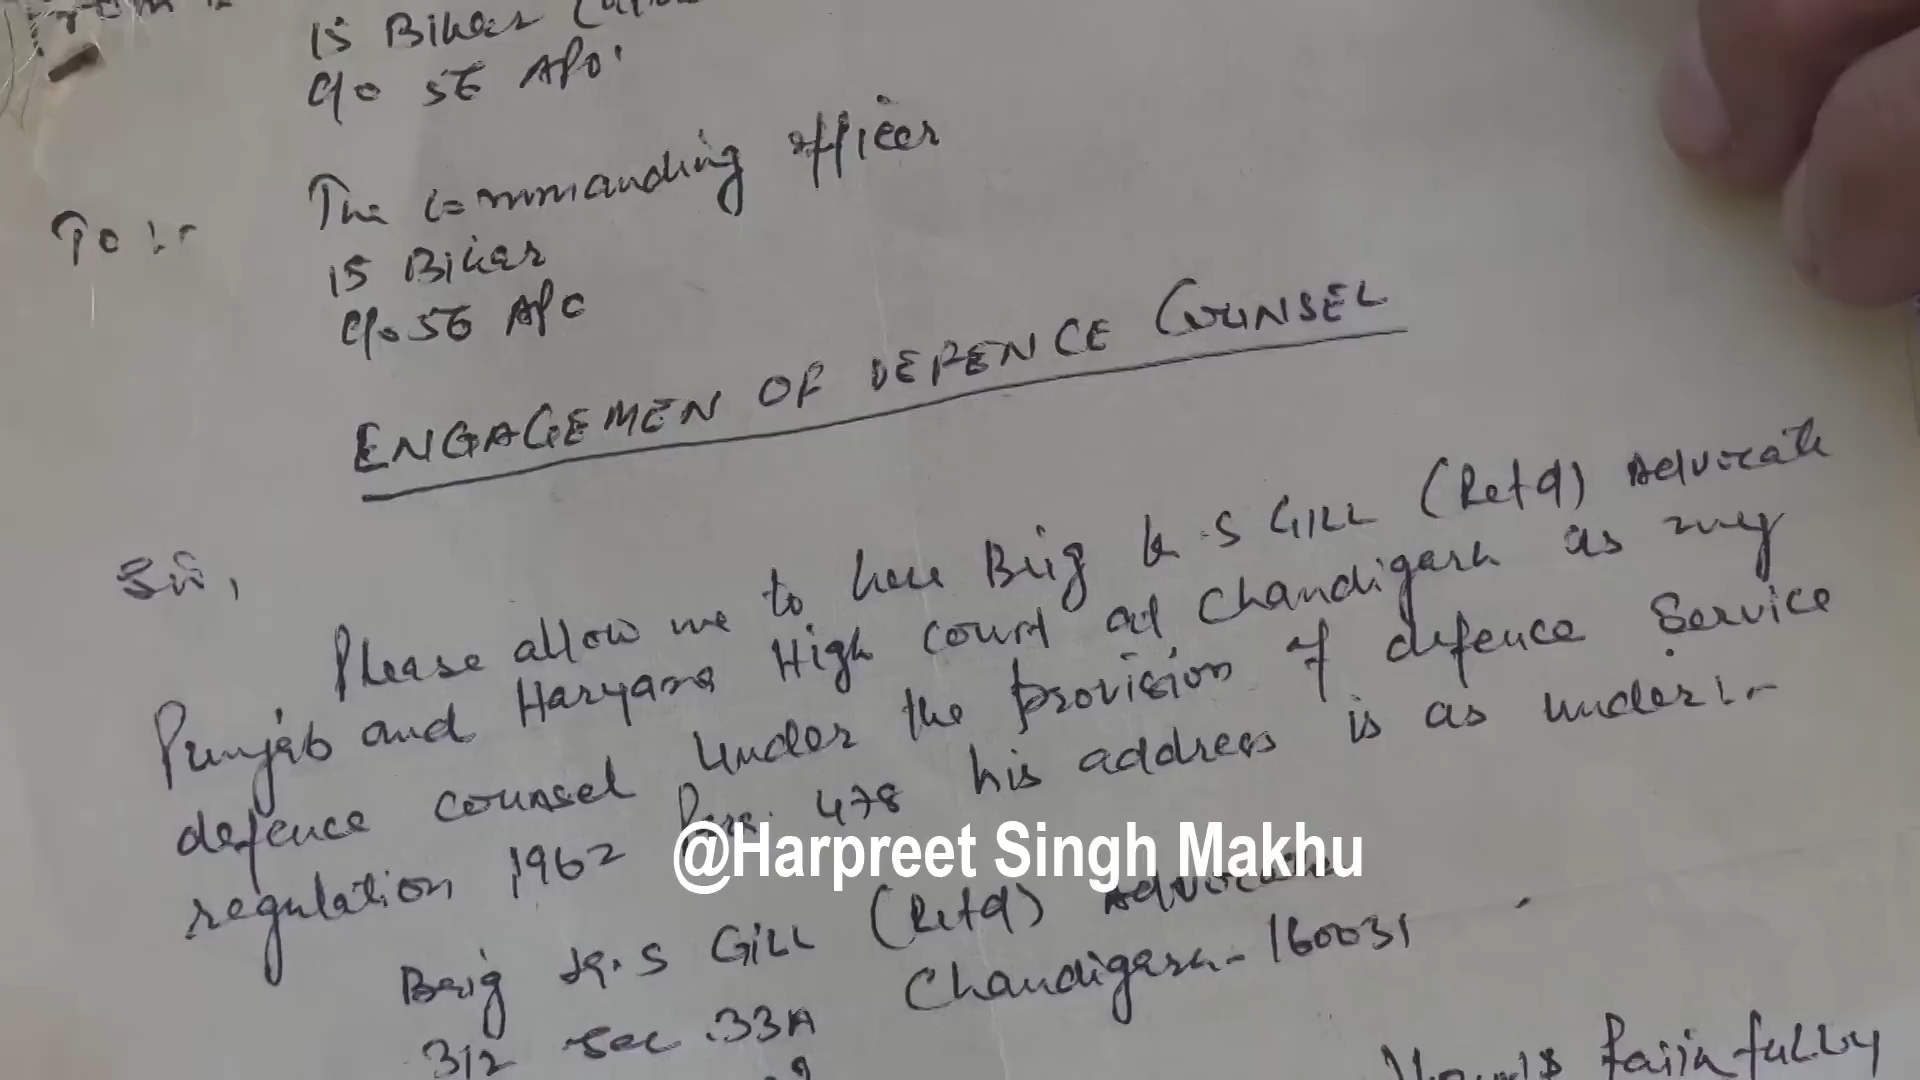 15 Bihar
C/o 56 APO.
To :-
The commanding officer
15 Bihar
C/o 56 APO
ENGAGEMEN OF DEFENCE COUNSEL
Sir,
Please allow me to have Brig K.S GILL (Retd) Advocate
Punjab and Haryana High court at Chandigarh as my
defence counsel under the provision of defence Service
regulation 1962 Para. 478 his address is as under :-
@Harpreet Singh Makhu
Brig K.S GILL (Retd) Advocate
312 Sec .33A Chandigarh - 160031
Yours faiinfully